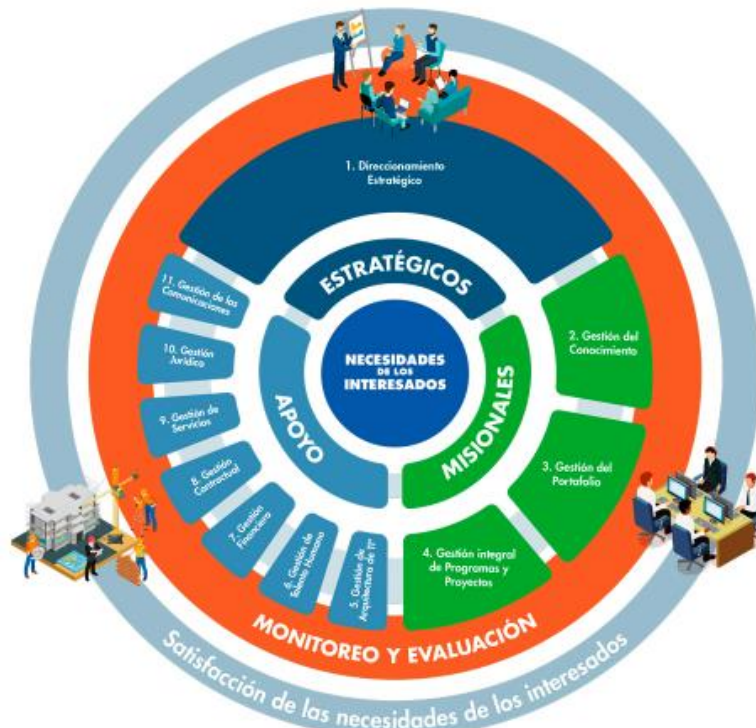 1. Direccionamiento
Estratégico
ESTRATÉGICOS
NECESIDADES
DE LOS
INTERESADOS
MISIONALES
APOYO
2. Gestión del
Conocimiento
3. Gestión del
Portafolio
4. Gestión integral
de Programas y
Proyectos
5. Gestión de
Arquitectura de TI*
6. Gestión de
Talento Humano
7. Gestión
Financiera
8. Gestión
Contractual
9. Gestión de
Servicios
10. Gestión
Jurídica
11. Gestión de las
Comunicaciones
MONITOREO Y EVALUACIÓN
Satisfacción de las necesidades de los interesados